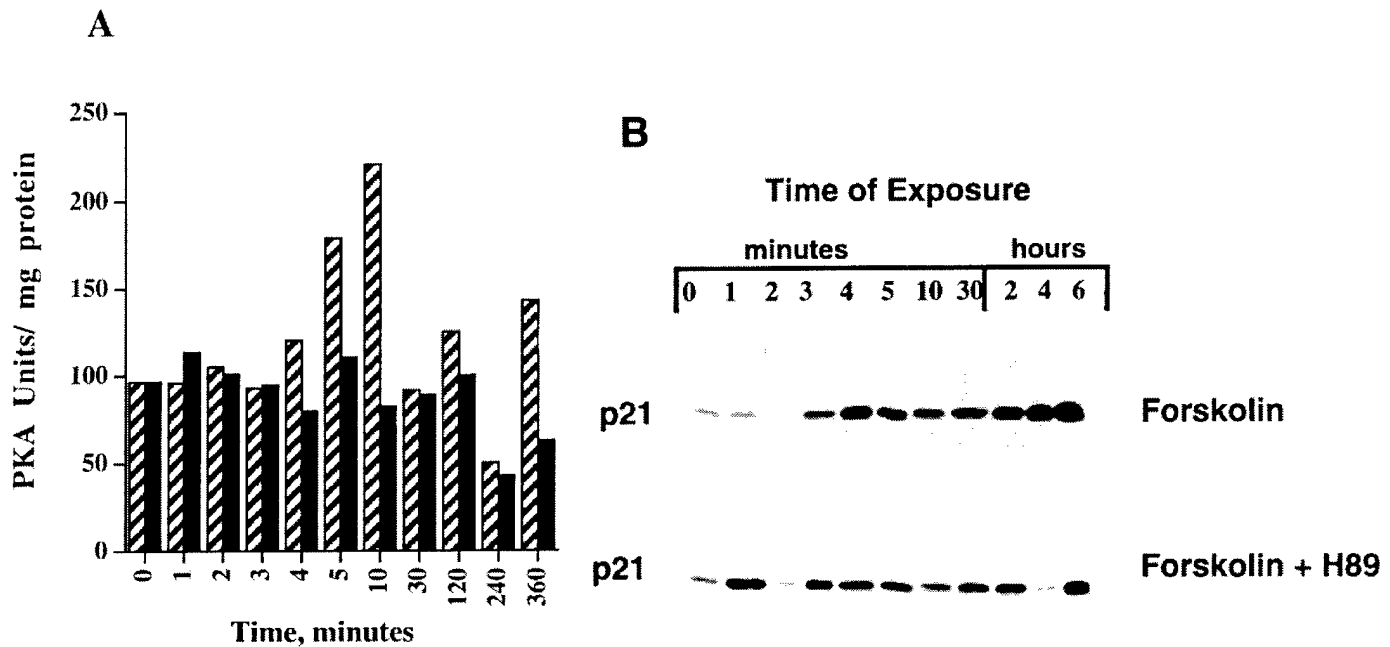 A
PKA Units/ mg protein
250
200
150
100
50
0
0 1 2 3 4 5 10 30 120 240 360
Time, minutes
B
Time of Exposure
minutes hours
0 1 2 3 4 5 10 30 2 4 6
p21 Forskolin
p21 Forskolin + H89